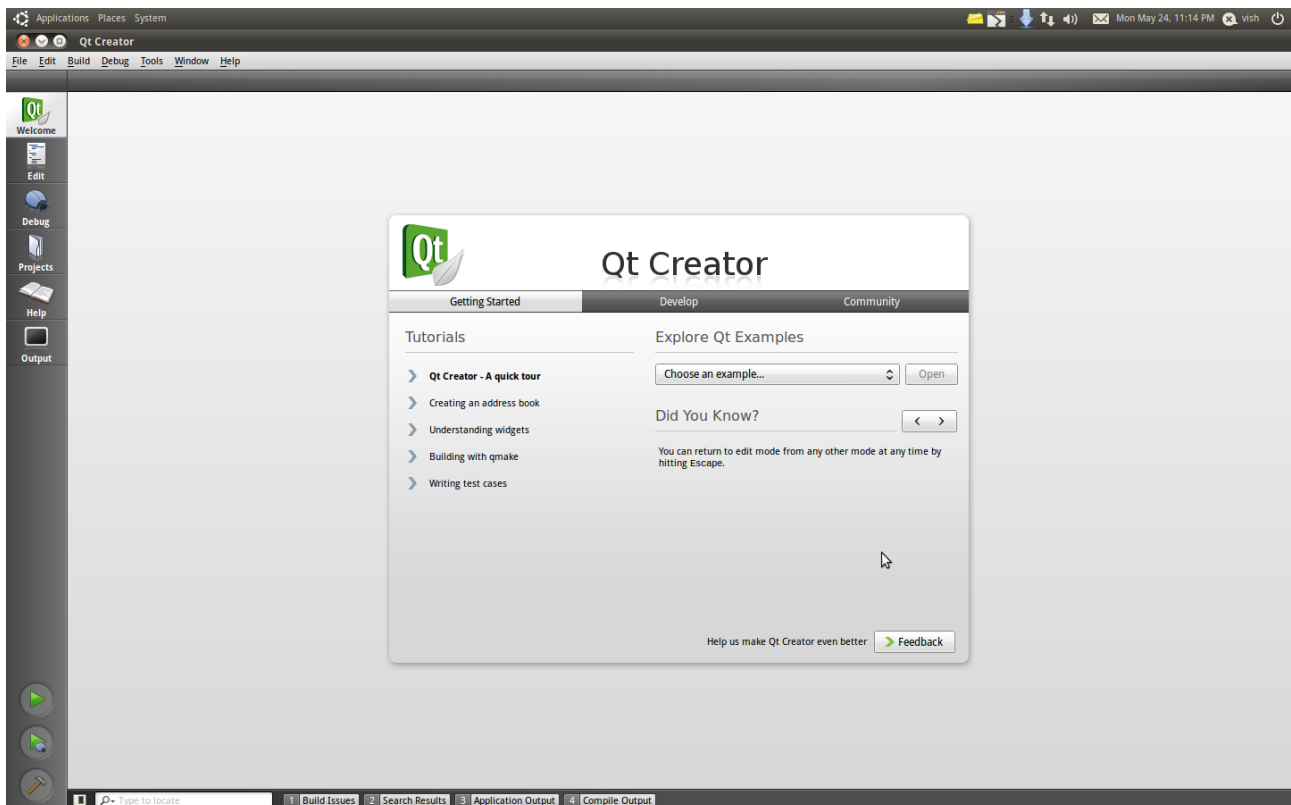 Applications Places System Mon May 24, 11:14 PM vish
Qt Creator
File Edit Build Debug Tools Window Help
Qt
Welcome
Edit
Debug
Projects
Help
Output
Qt
Qt Creator
Getting Started Develop Community
Tutorials
Qt Creator - A quick tour
Creating an address book
Understanding widgets
Building with qmake
Writing test cases
Explore Qt Examples
Choose an example... Open
Did You Know?
You can return to edit mode from any other mode at any time by
hitting Escape.
Help us make Qt Creator even better Feedback
Type to locate 1 Build Issues 2 Search Results 3 Application Output 4 Compile Output